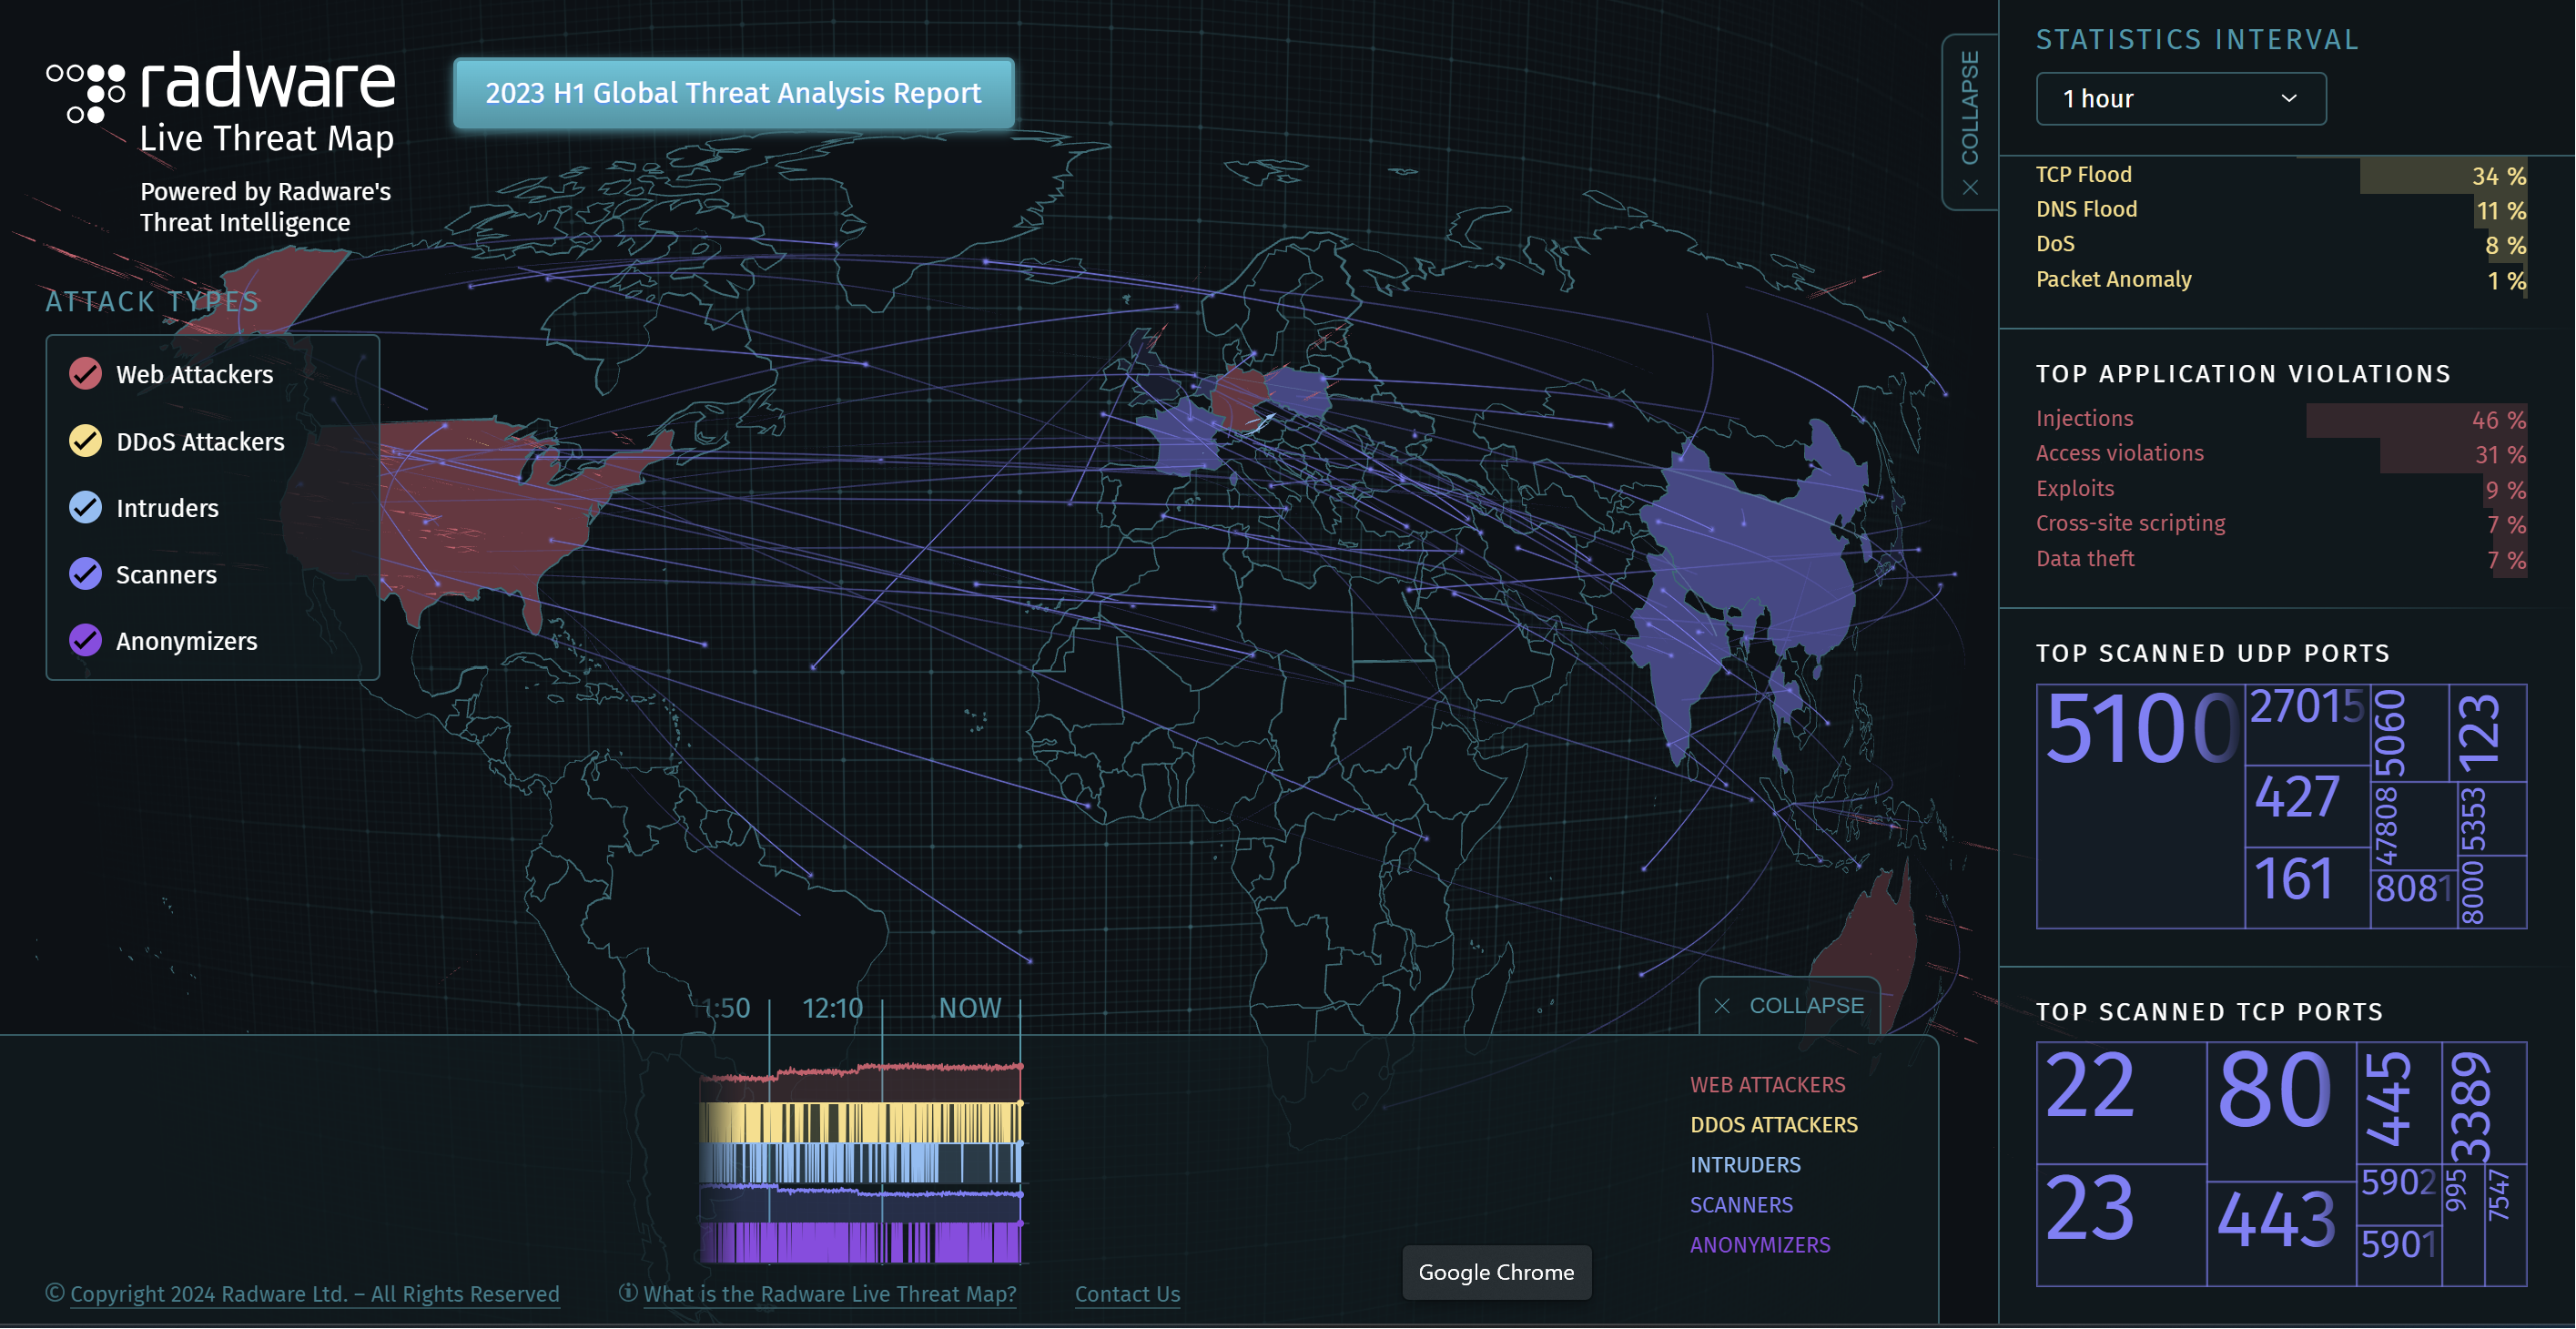 radware
Live Threat Map
Powered by Radware's
Threat Intelligence
2023 H1 Global Threat Analysis Report
COLLAPSE
ATTACK TYPES
Web Attackers
DDoS Attackers
Intruders
Scanners
Anonymizers
STATISTICS INTERVAL
1 hour
TCP Flood 34 %
DNS Flood 11 %
DoS 8 %
Packet Anomaly 1 %
TOP APPLICATION VIOLATIONS
Injections 46 %
Access violations 31 %
Exploits 9 %
Cross-site scripting 7 %
Data theft 7 %
TOP SCANNED UDP PORTS
5100
27015
427
161
5060
123
47808
5353
8081
8000
TOP SCANNED TCP PORTS
22
23
80
443
445
3389
5902
5901
995
7547
:50 12:10 NOW
COLLAPSE
WEB ATTACKERS
DDOS ATTACKERS
INTRUDERS
SCANNERS
ANONYMIZERS
Google Chrome
© Copyright 2024 Radware Ltd. – All Rights Reserved
What is the Radware Live Threat Map?
Contact Us